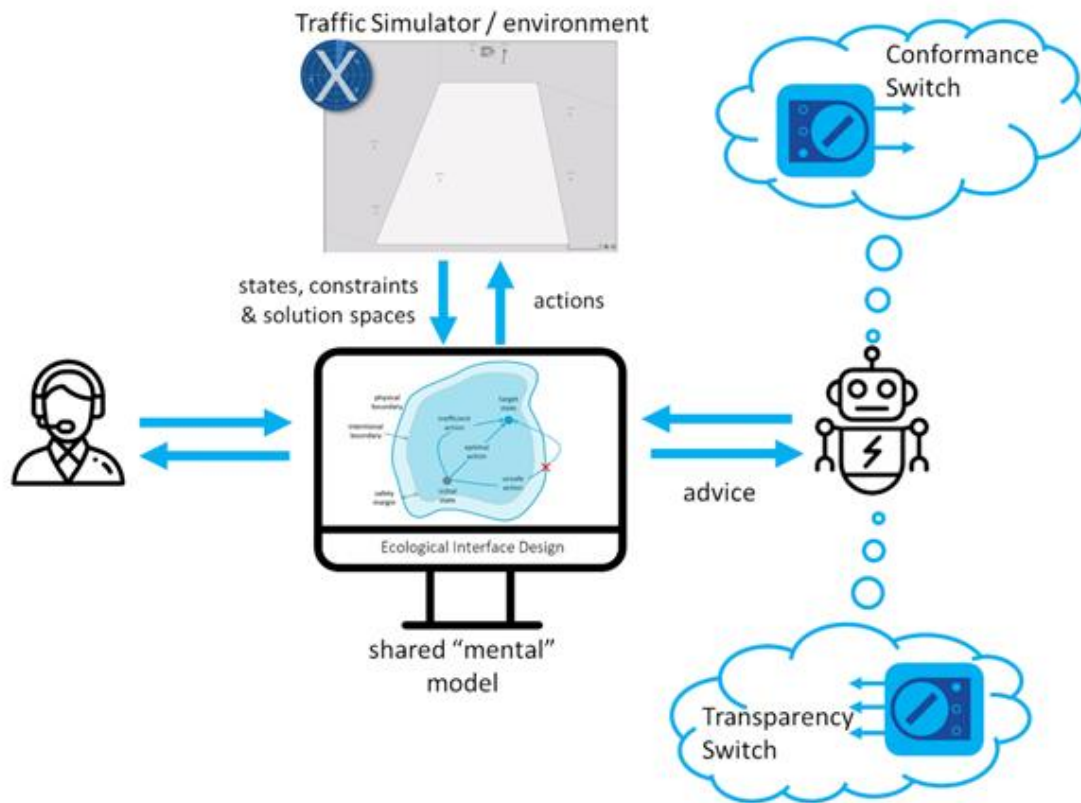 Traffic Simulator / environment
X
Conformance
Switch
states, constraints
& solution spaces
actions
physical
boundary
intentional
boundary
safety
margin
target
state
inefficient
action
optimal
action
unsafe
action
initial
state
Ecological Interface Design
advice
shared “mental”
model
Transparency
Switch